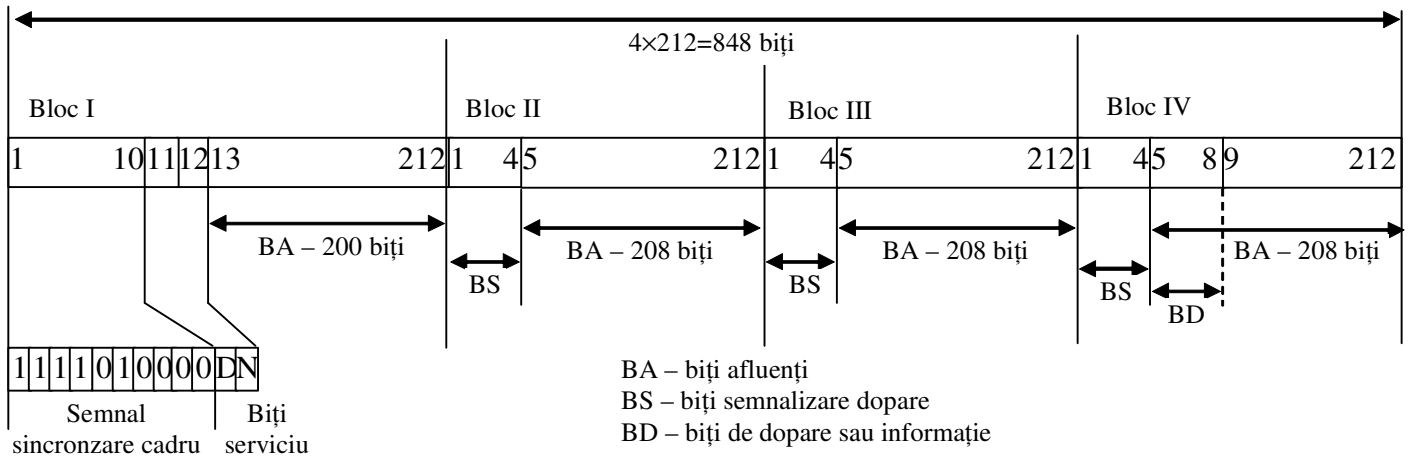 4×212=848 biți
Bloc I Bloc II Bloc III Bloc IV
1 10 11 12 13 212 1 4 5 212 1 4 5 212 1 4 5 8 9 212
BA – 200 biți BA – 208 biți BA – 208 biți BA – 208 biți
BS BS BS
BD
1 1 1 1 0 1 0 0 0 0 D N
Semnal Biți
sincronzare cadru serviciu
BA – biți afluenți
BS – biți semnalizare dopare
BD – biți de dopare sau informație